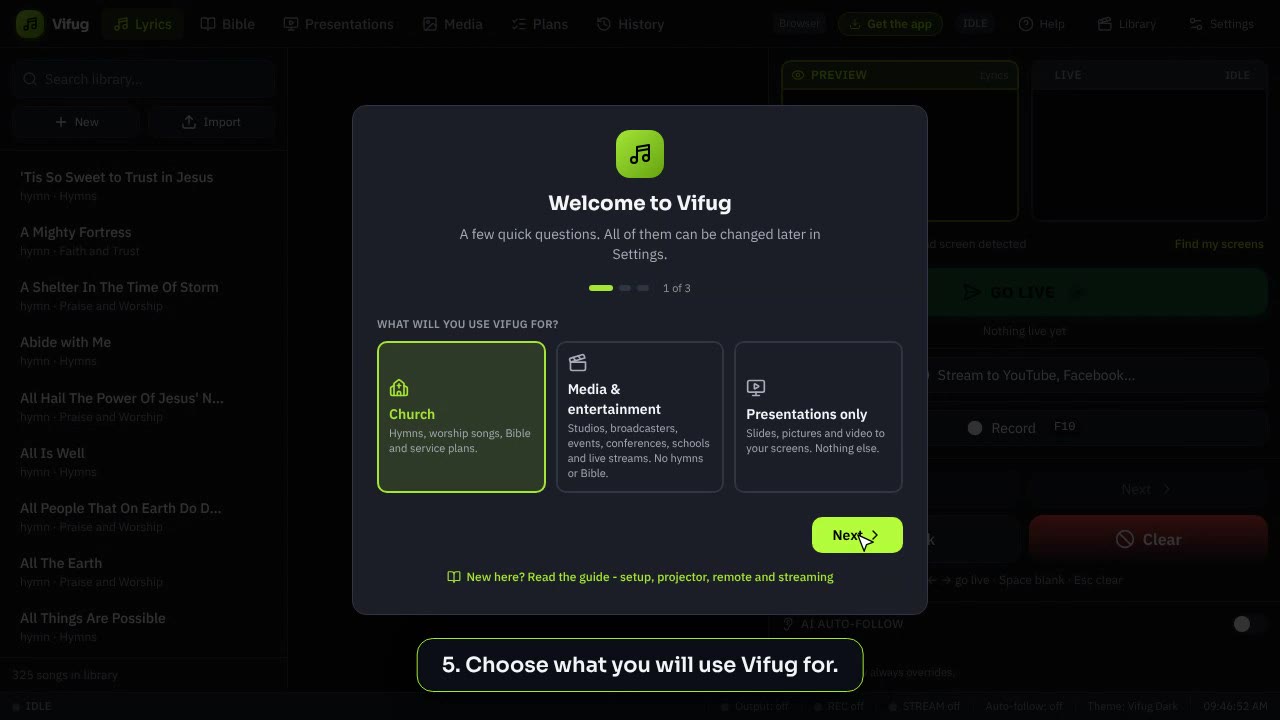 Vifug
Lyrics
Bible
Presentations
Media
Plans
History
Browser
Get the app
IDLE
Help
Library
Settings
Search library...
New
Import
'Tis So Sweet to Trust in Jesus
hymn · Hymns
A Mighty Fortress
hymn · Faith and Trust
A Shelter In The Time Of Storm
hymn · Praise and Worship
Abide with Me
hymn · Hymns
All Hail The Power Of Jesus' N...
hymn · Praise and Worship
All Is Well
hymn · Hymns
All People That On Earth Do D...
hymn · Praise and Worship
All The Earth
hymn · Praise and Worship
All Things Are Possible
hymn · Hymns
325 songs in library
Welcome to Vifug
A few quick questions. All of them can be changed later in
Settings.
1 of 3
WHAT WILL YOU USE VIFUG FOR?
Church
Hymns, worship songs, Bible
and service plans.
Media &
entertainment
Studios, broadcasters,
events, conferences, schools
and live streams. No hymns
or Bible.
Presentations only
Slides, pictures and video to
your screens. Nothing else.
Next
New here? Read the guide - setup, projector, remote and streaming
5. Choose what you will use Vifug for.
PREVIEW
Lyrics
LIVE
IDLE
screen detected
Find my screens
GO LIVE
Nothing live yet
Stream to YouTube, Facebook...
Record F10
Next
Clear
→ go live · Space blank · Esc clear
AI AUTO-FOLLOW
always overrides.
IDLE
Output: off
REC off
STREAM off
Auto-follow: off
Theme: Vifug Dark
09:46:52 AM